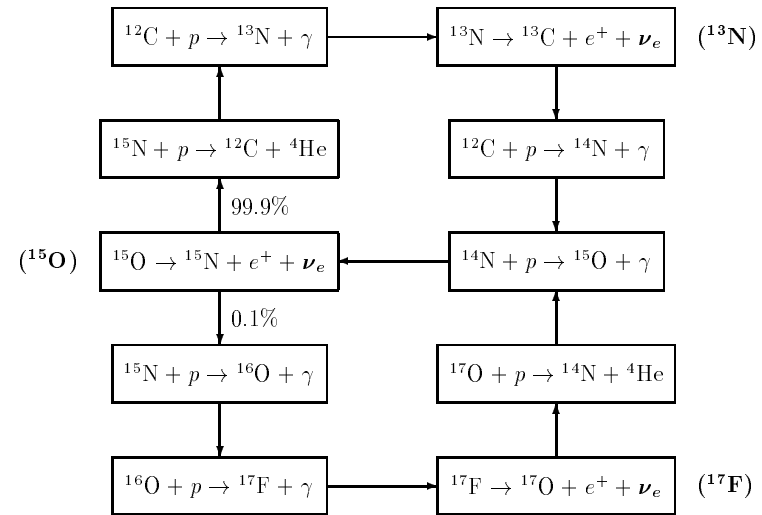 ¹²C + p → ¹³N + γ
¹³N → ¹³C + e⁺ + νₑ (¹³N)
¹⁵N + p → ¹²C + ⁴He
¹²C + p → ¹⁴N + γ
99.9%
(¹⁵O) ¹⁵O → ¹⁵N + e⁺ + νₑ
¹⁴N + p → ¹⁵O + γ
0.1%
¹⁵N + p → ¹⁶O + γ
¹⁷O + p → ¹⁴N + ⁴He
¹⁶O + p → ¹⁷F + γ
¹⁷F → ¹⁷O + e⁺ + νₑ (¹⁷F)